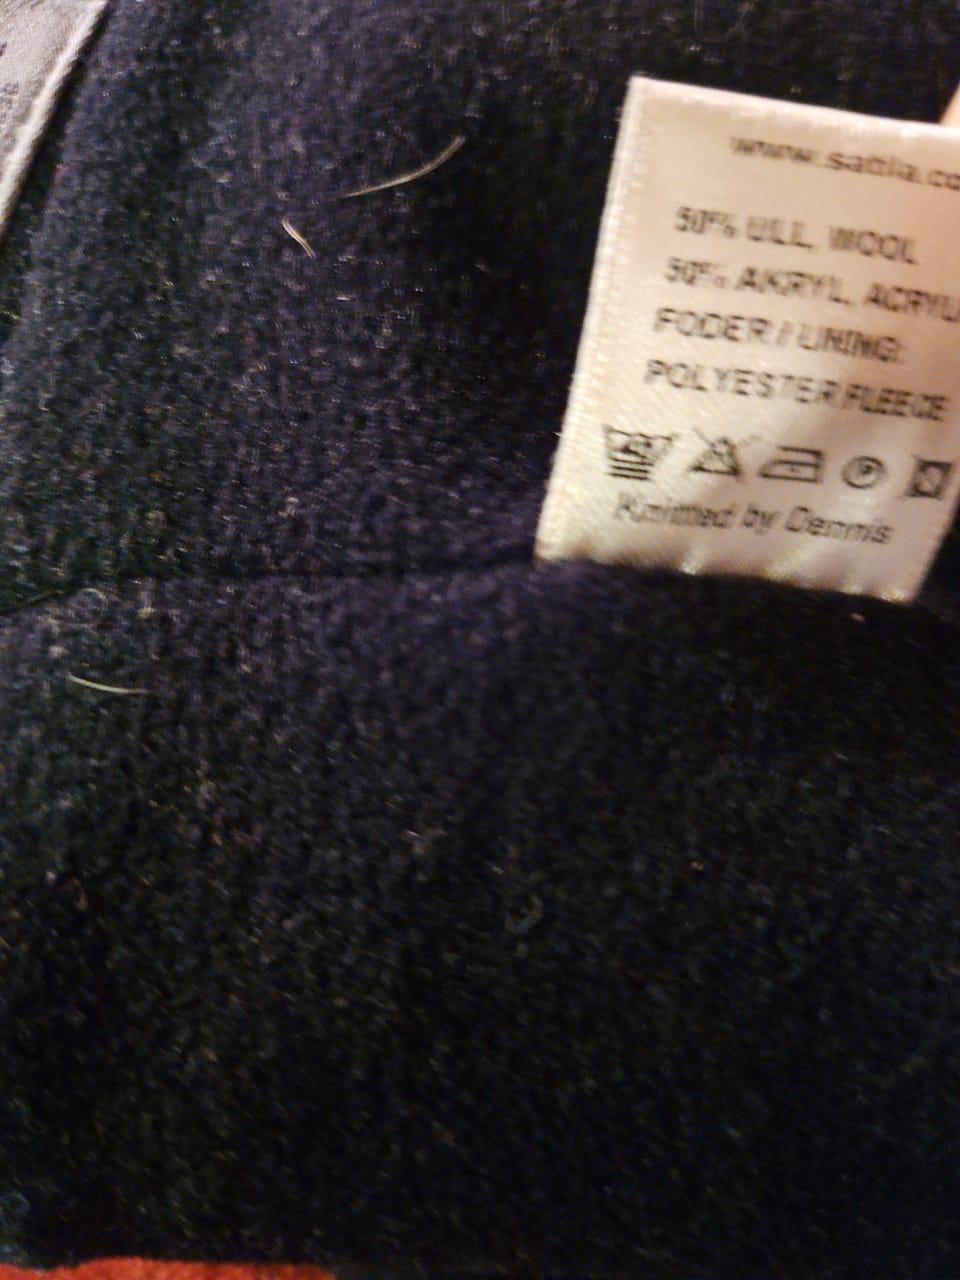 www.satila.co
50% ULL, WOOL
50% AKRYL, ACRYL
FODER / LINING:
POLYESTER FLEECE
P
Knitted by Dennis